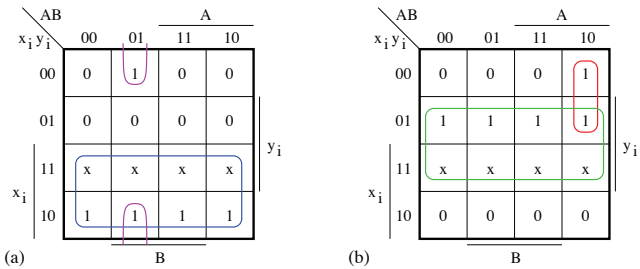 AB A AB A
x_i y_i 00 01 11 10 x_i y_i 00 01 11 10
00 0 1 0 0 00 0 0 0 1
01 0 0 0 0 01 1 1 1 1
y_i y_i
x_i 11 x x x x x_i 11 x x x x
10 1 1 1 1 10 0 0 0 0
(a) B (b) B